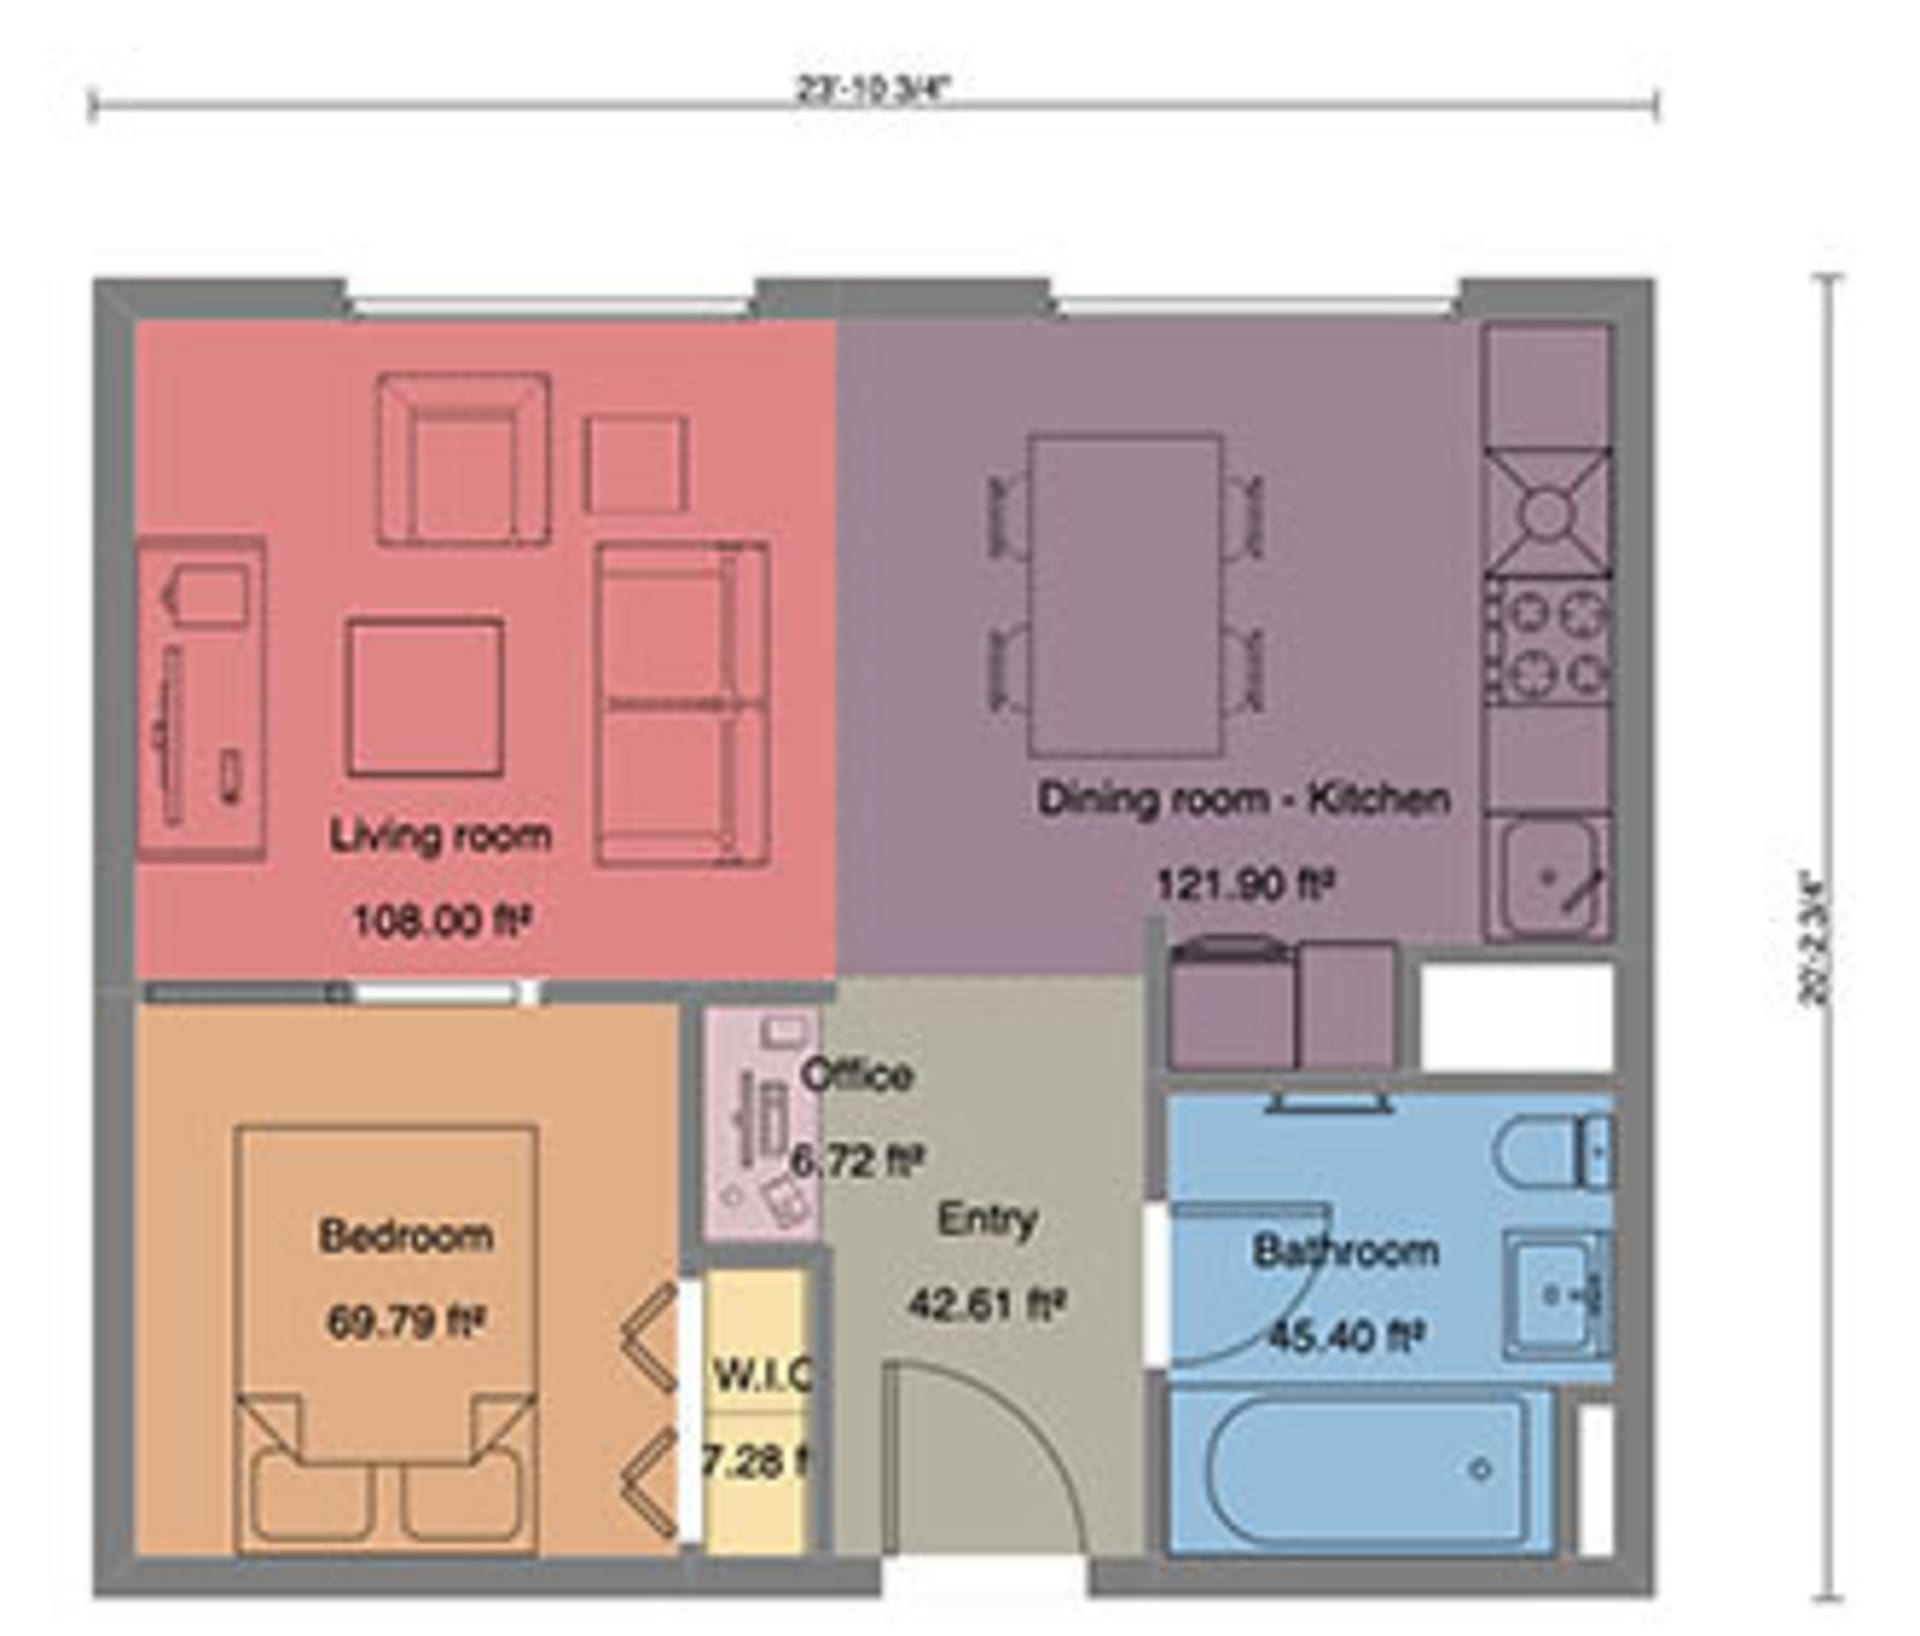 23'-10 3/4"
20'-2 3/4"
Living room
108.00 ft²
Dining room - Kitchen
121.90 ft²
Office
6.72 ft²
Entry
42.61 ft²
Bedroom
69.79 ft²
Bathroom
45.40 ft²
W.I.C
7.28 f